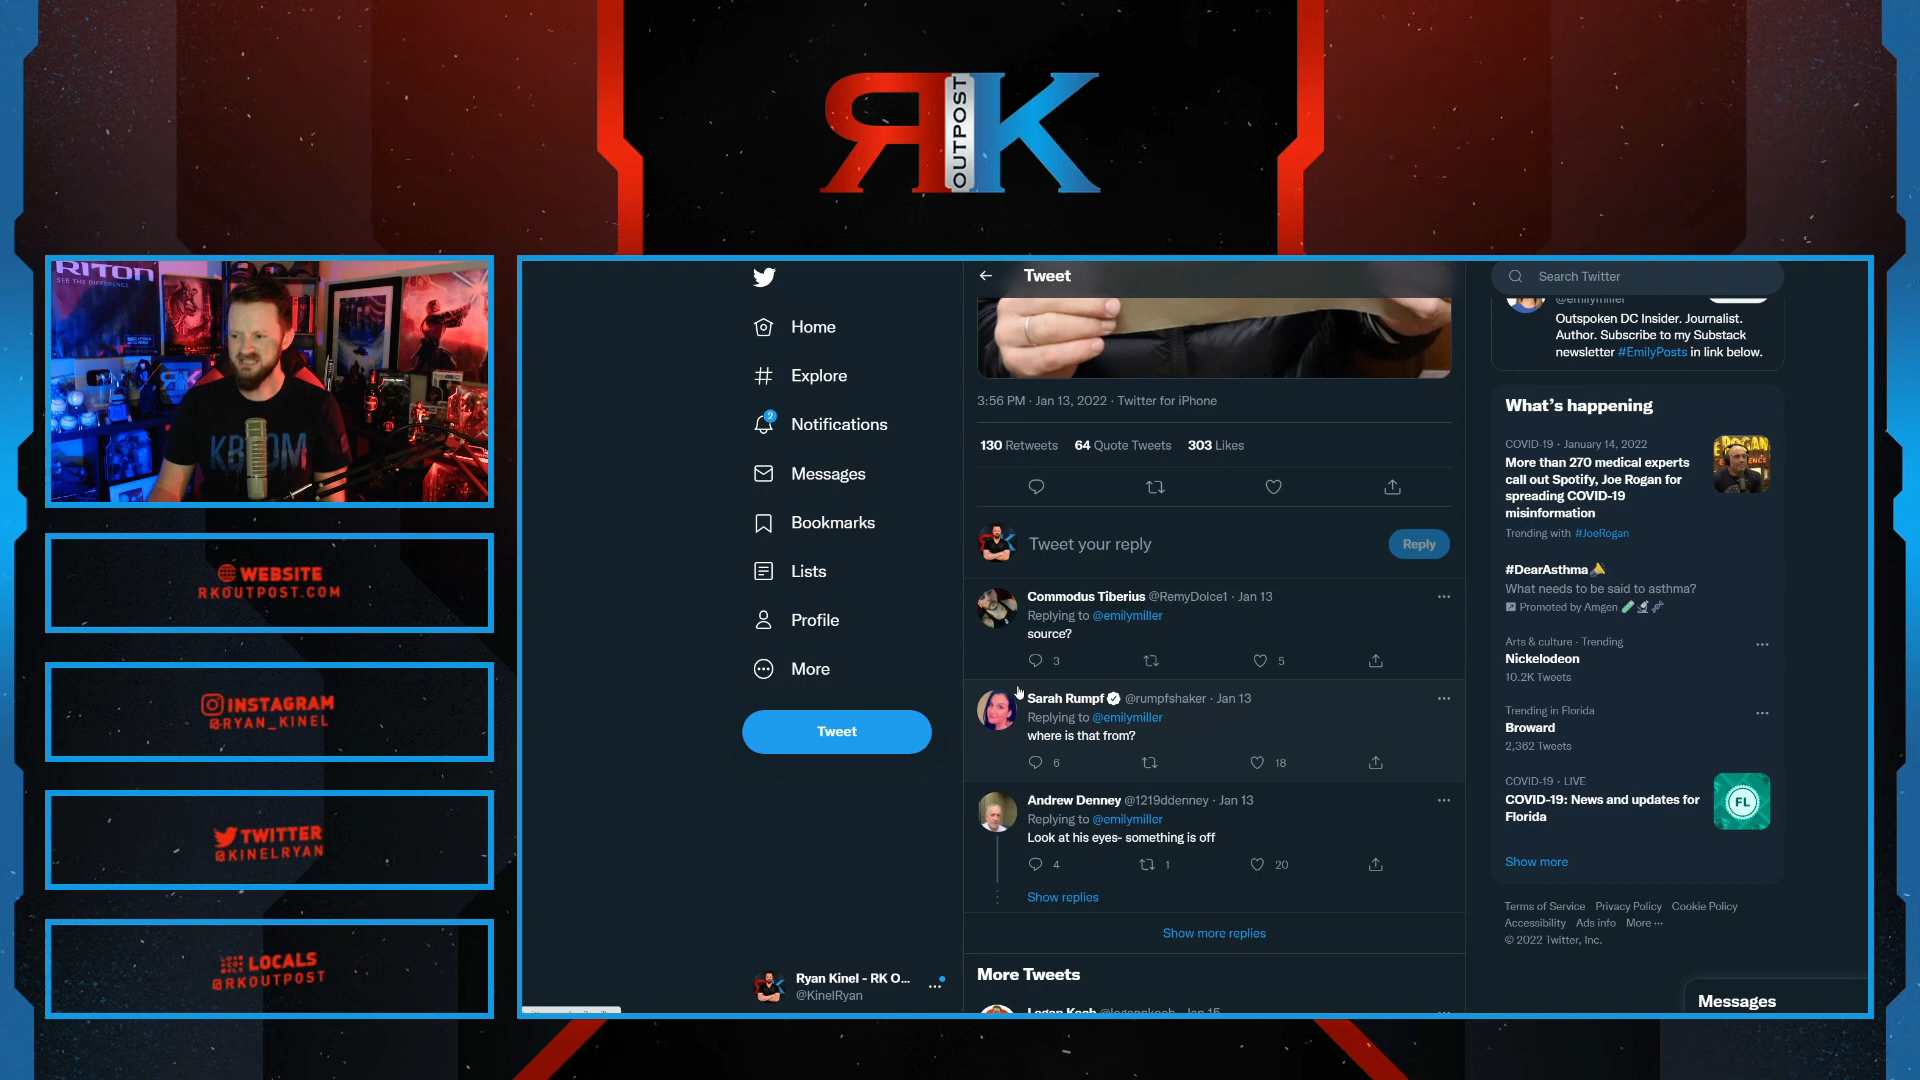 RK
OUTPOST
RITON
SEE THE DIFFERENCE
RK
KBOOM
WEBSITE
RKOUTPOST.COM
INSTAGRAM
@RYAN_KINEL
TWITTER
@KINELRYAN
LOCALS
@RKOUTPOST
Home
Explore
2
Notifications
Messages
Bookmarks
Lists
Profile
More
Tweet
Ryan Kinel - RK O...
@KinelRyan
Tweet
3:56 PM · Jan 13, 2022 · Twitter for iPhone
130 Retweets 64 Quote Tweets 303 Likes
Tweet your reply
Reply
Commodus Tiberius @RemyDolce1 · Jan 13
Replying to @emilymiller
source?
3 5
Sarah Rumpf @rumpfshaker · Jan 13
Replying to @emilymiller
where is that from?
6 18
Andrew Denney @1219ddenney · Jan 13
Replying to @emilymiller
Look at his eyes- something is off
4 1 20
Show replies
Show more replies
More Tweets
Search Twitter
@emilymiller
Outspoken DC Insider. Journalist.
Author. Subscribe to my Substack
newsletter #EmilyPosts in link below.
What's happening
COVID-19 · January 14, 2022
More than 270 medical experts
call out Spotify, Joe Rogan for
spreading COVID-19
misinformation
Trending with #JoeRogan
#DearAsthma
What needs to be said to asthma?
Promoted by Amgen
Arts & culture · Trending
Nickelodeon
10.2K Tweets
Trending in Florida
Broward
2,362 Tweets
COVID-19 · LIVE
COVID-19: News and updates for
Florida
FL
Show more
Terms of Service Privacy Policy Cookie Policy
Accessibility Ads info More ···
© 2022 Twitter, Inc.
Messages